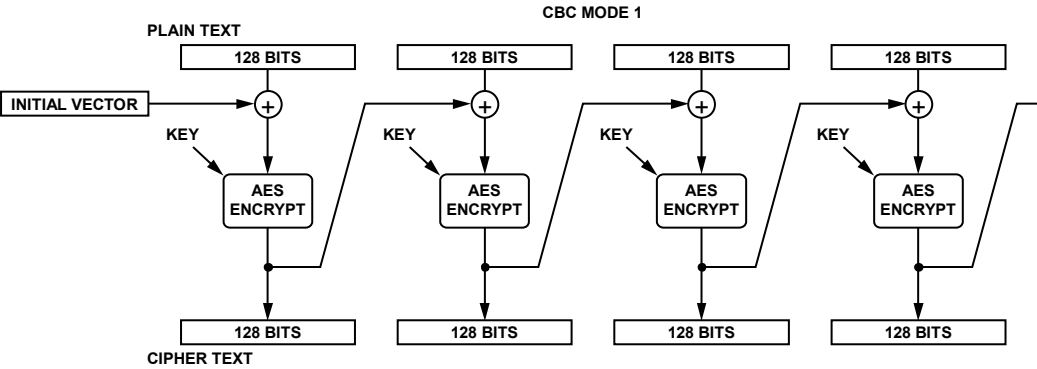 CBC MODE 1
PLAIN TEXT
128 BITS 128 BITS 128 BITS 128 BITS
INITIAL VECTOR + + + +
KEY KEY KEY KEY
AES AES AES AES
ENCRYPT ENCRYPT ENCRYPT ENCRYPT
128 BITS 128 BITS 128 BITS 128 BITS
CIPHER TEXT